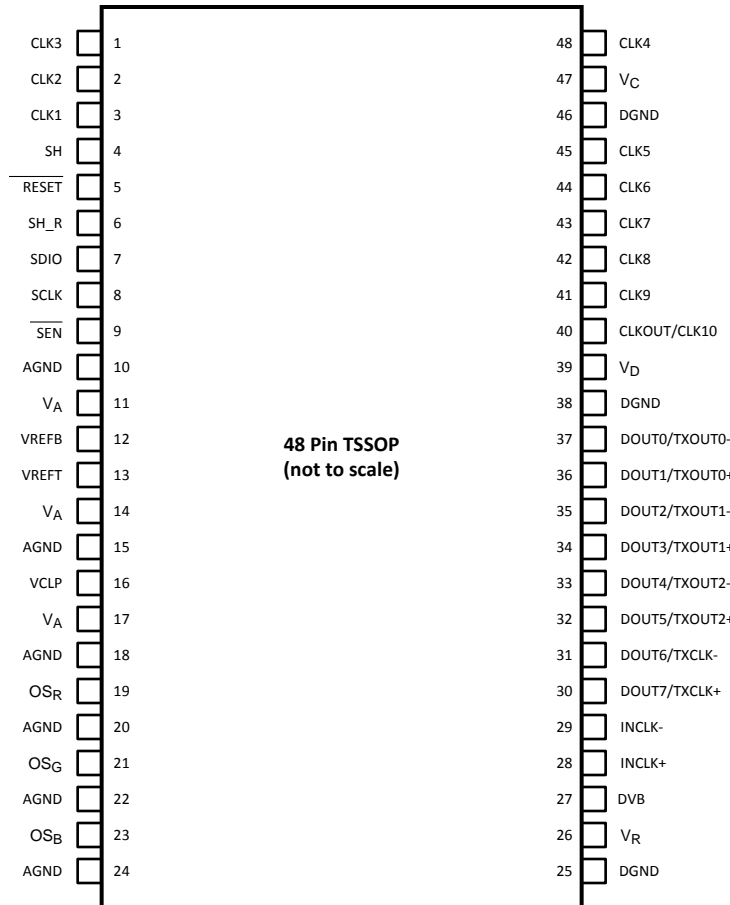 CLK3 1 48 CLK4
CLK2 2 47 VC
CLK1 3 46 DGND
SH 4 45 CLK5
RESET 5 44 CLK6
SH_R 6 43 CLK7
SDIO 7 42 CLK8
SCLK 8 41 CLK9
SEN 9 40 CLKOUT/CLK10
AGND 10 39 VD
VA 11 38 DGND
VREFB 12 37 DOUT0/TXOUT0-
48 Pin TSSOP
(not to scale)
VREFT 13 36 DOUT1/TXOUT0+
VA 14 35 DOUT2/TXOUT1-
AGND 15 34 DOUT3/TXOUT1+
VCLP 16 33 DOUT4/TXOUT2-
VA 17 32 DOUT5/TXOUT2+
AGND 18 31 DOUT6/TXCLK-
OSR 19 30 DOUT7/TXCLK+
AGND 20 29 INCLK-
OSG 21 28 INCLK+
AGND 22 27 DVB
OSB 23 26 VR
AGND 24 25 DGND